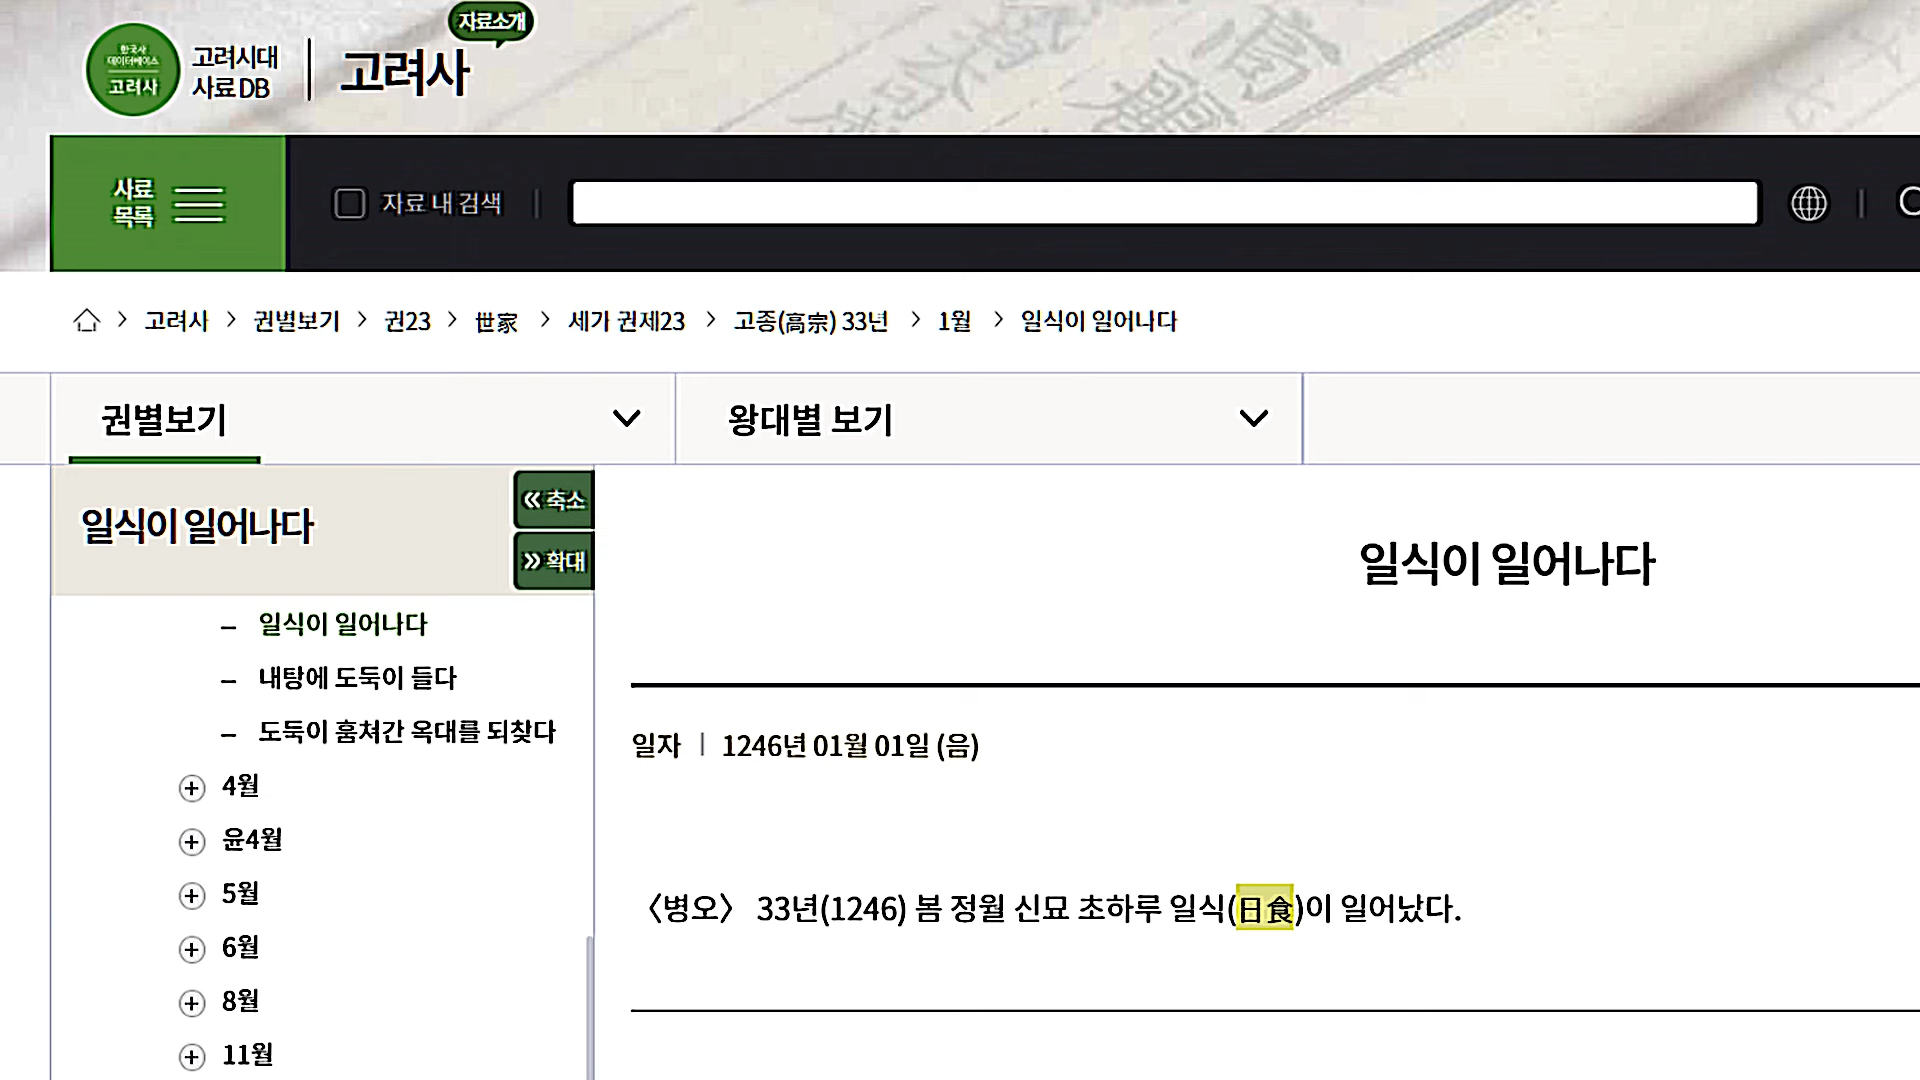 자료소개
한국사
데이터베이스
고려사
고려시대
사료 DB
고려사
사료
목록
자료 내 검색
고려사 > 권별보기 > 권23 > 世家 > 세가 권제23 > 고종(高宗) 33년 > 1월 > 일식이 일어나다
권별보기
왕대별 보기
일식이 일어나다
« 축소
» 확대
– 일식이 일어나다
– 내탕에 도둑이 들다
– 도둑이 훔쳐간 옥대를 되찾다
4월
윤4월
5월
6월
8월
11월
일식이 일어나다
일자 | 1246년 01월 01일 (음)
〈병오〉 33년(1246) 봄 정월 신묘 초하루 일식(日食)이 일어났다.